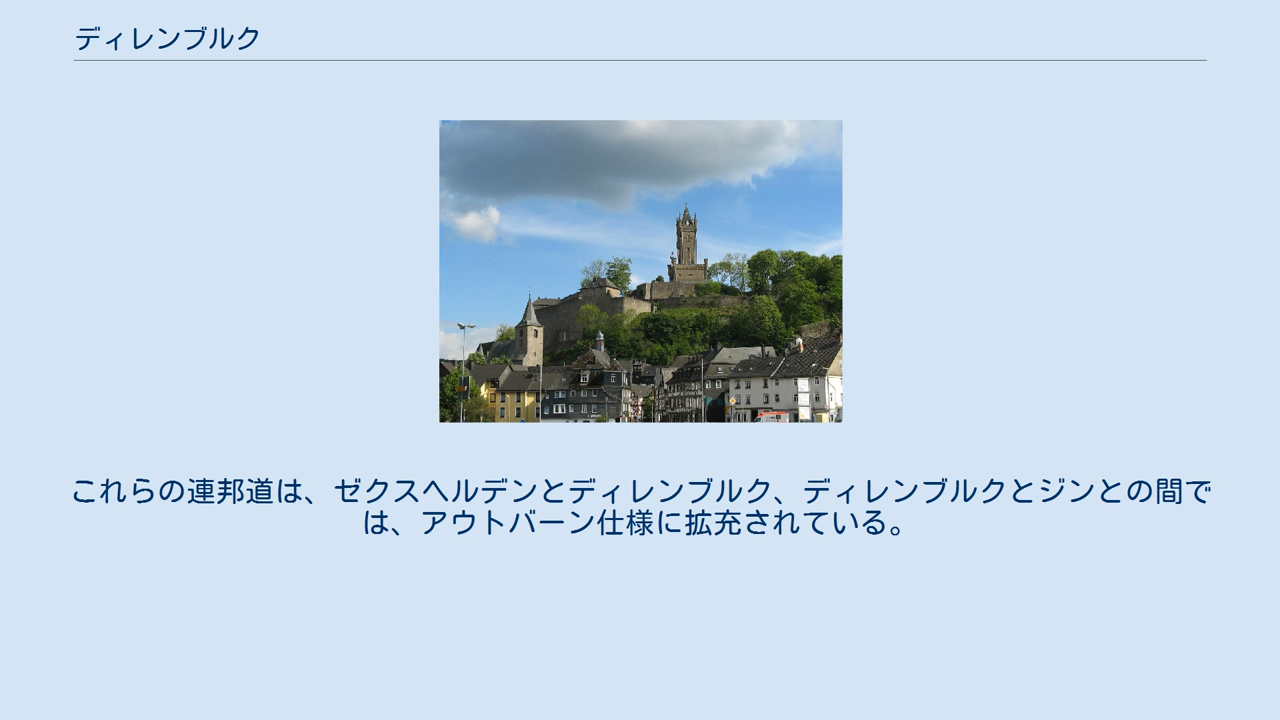 ディレンブルク
これらの連邦道は、ゼクスヘルデンとディレンブルク、ディレンブルクとジンとの間で
は、アウトバーン仕様に拡充されている。